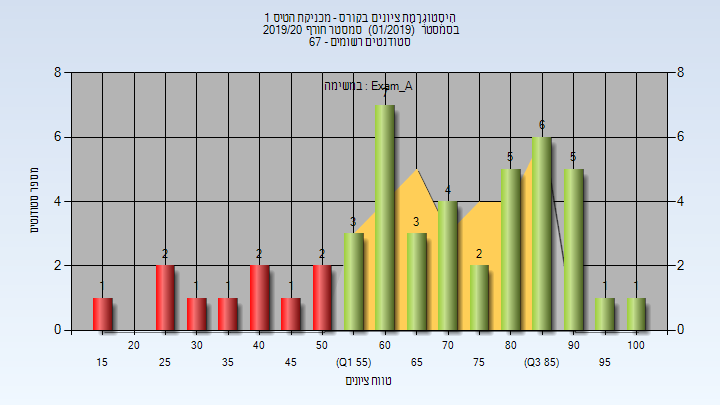 היסטוגרמת ציונים בקורס - מכניקת הטיס 1
בסמסטר (01/2019) סמסטר חורף 2019/20
סטודנטים רשומים - 67
במשימה : Exam_A
8 8
6 6
4 4
2 2
0 0
1 2 1 1 2 1 2 3 7 3 4 2 5 6 5 1 1
מספר סטודנטים
20 30 40 50 60 70 80 90 100
15 25 35 45 (Q1 55) 65 75 (Q3 85) 95
טווח ציונים